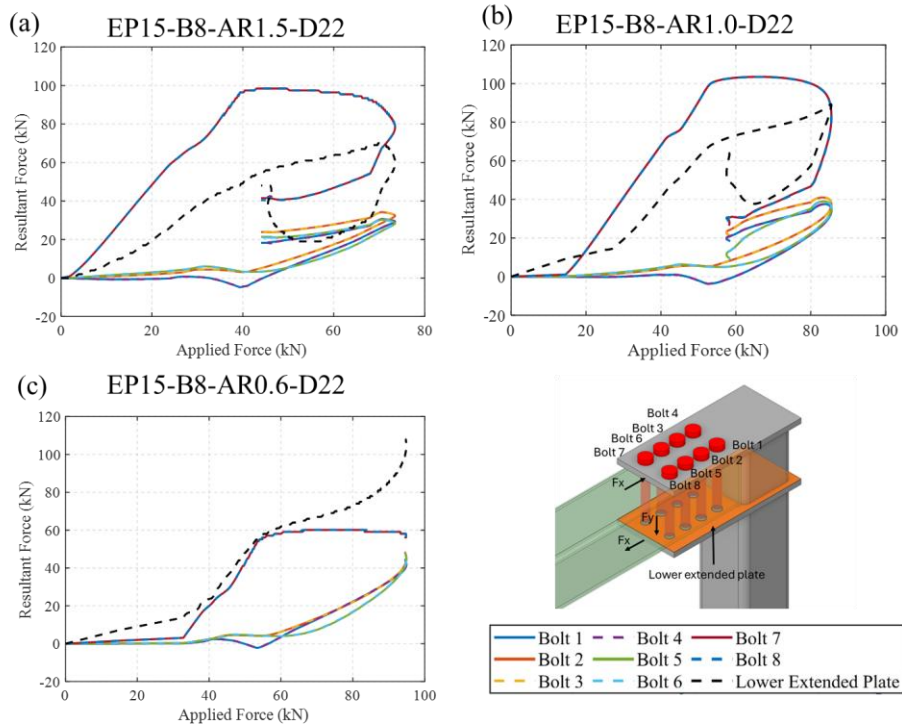 (a) EP15-B8-AR1.5-D22
120
100
80
60
40
20
0
-20
Resultant Force (kN)
0 20 40 60 80
Applied Force (kN)
(b) EP15-B8-AR1.0-D22
120
100
80
60
40
20
0
-20
Resultant Force (kN)
0 20 40 60 80 100
Applied Force (kN)
(c) EP15-B8-AR0.6-D22
120
100
80
60
40
20
0
-20
Resultant Force (kN)
0 20 40 60 80 100
Applied Force (kN)
Bolt 4
Bolt 3
Bolt 6
Bolt 7
Bolt 1
Bolt 2
Bolt 5
Bolt 8
Fx
Fy
Fx
Lower extended plate
Bolt 1 Bolt 4 Bolt 7
Bolt 2 Bolt 5 Bolt 8
Bolt 3 Bolt 6 Lower Extended Plate